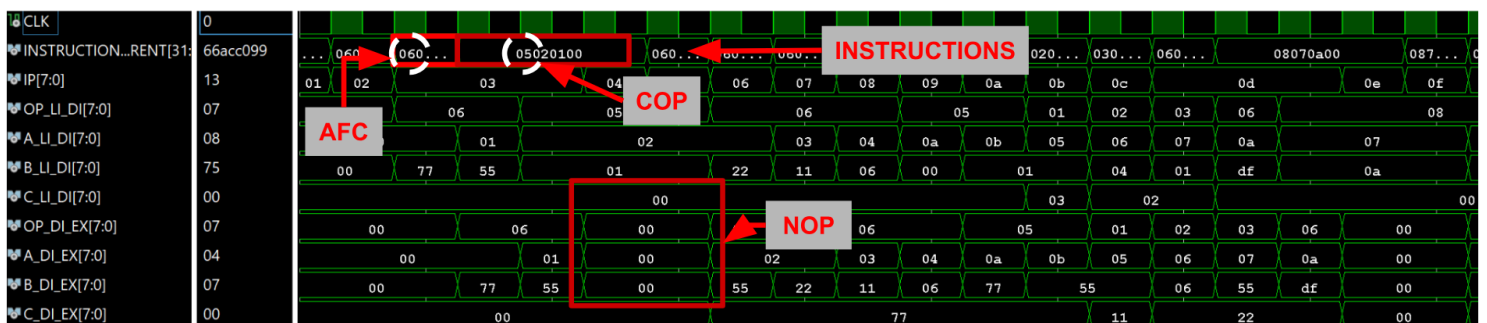 CLK 0
INSTRUCTION...RENT[31: 66acc099 ... 060... 05020100 060... 060... INSTRUCTIONS 020... 030... 060... 08070a00 087...
IP[7:0] 13 01 02 03 04 06 07 08 09 0a 0b 0c 0d 0e 0f
COP
OP_LI_DI[7:0] 07 06 05 06 05 01 02 03 06 08
AFC
A_LI_DI[7:0] 08 01 02 03 04 0a 0b 05 06 07 0a 07
B_LI_DI[7:0] 75 00 77 55 01 22 11 06 00 01 04 01 df 0a
C_LI_DI[7:0] 00 00 03 02 00
OP_DI_EX[7:0] 07 00 06 00 NOP 06 05 01 02 03 06 00
A_DI_EX[7:0] 04 00 01 00 02 03 04 0a 0b 05 06 07 0a 00
B_DI_EX[7:0] 07 00 77 55 00 55 22 11 06 77 55 06 55 df 00
C_DI_EX[7:0] 00 00 77 11 22 00